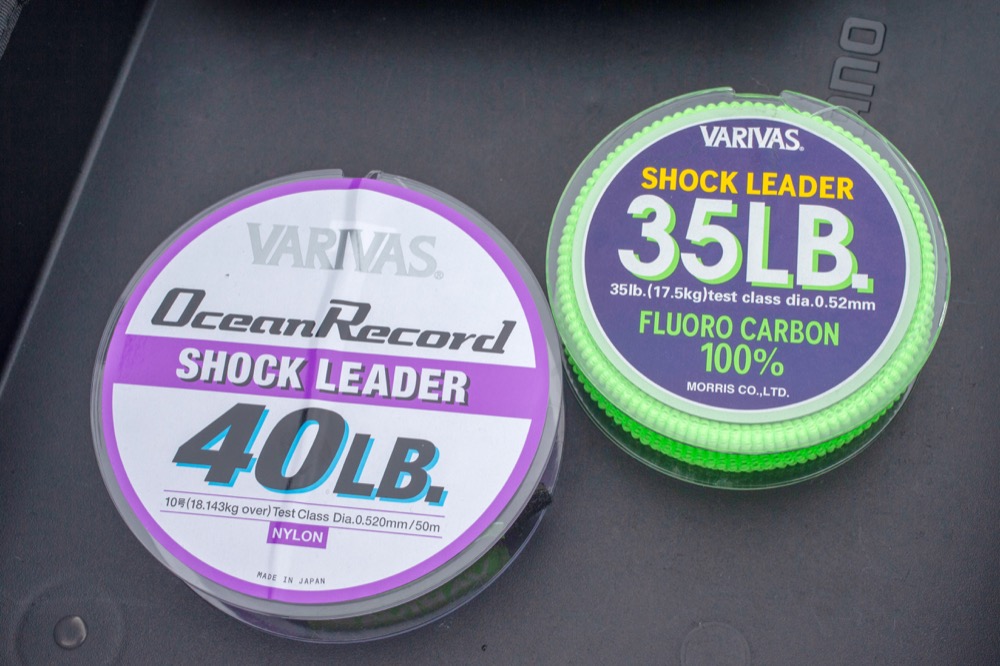 VARIVAS®
OceanRecord
SHOCK LEADER
40LB.
10号(18.143kg over) Test Class Dia.0.520mm/50m
NYLON
MADE IN JAPAN
VARIVAS®
SHOCK LEADER
35LB.
35lb.(17.5kg)test class dia.0.52mm
FLUORO CARBON
100%
MORRIS CO.,LTD.